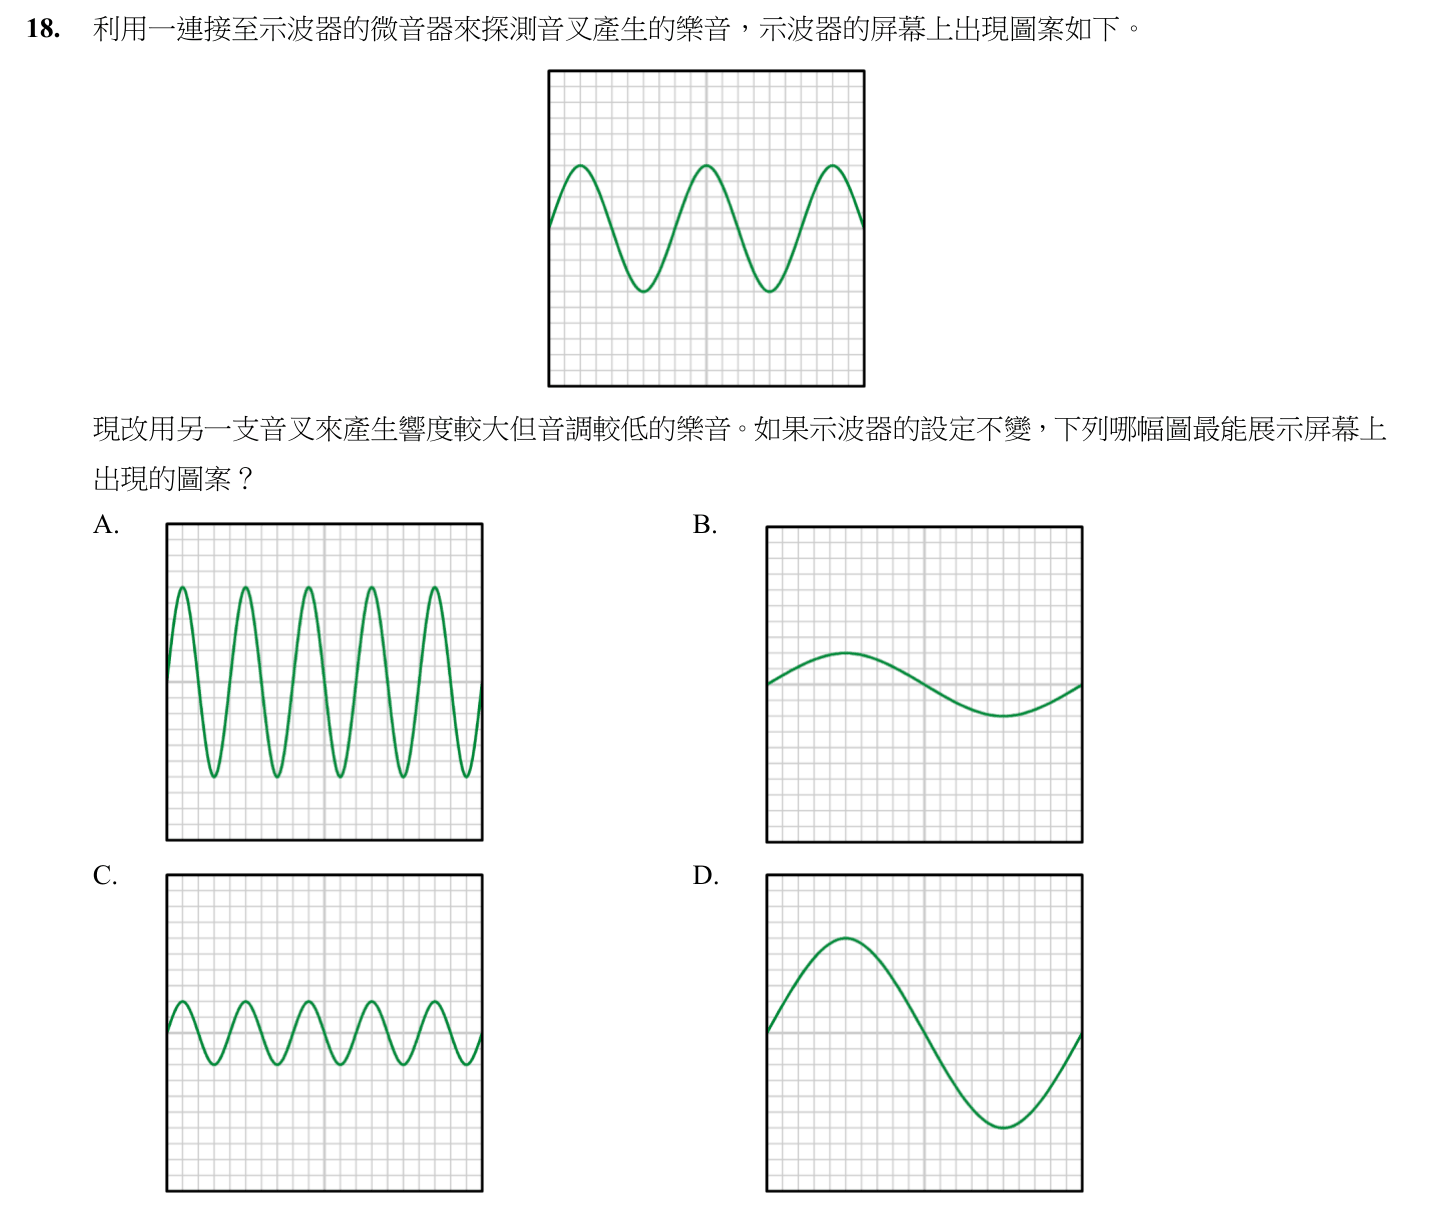 18. 利用一連接至示波器的微音器來探測音叉產生的樂音，示波器的屏幕上出現圖案如下。
現改用另一支音叉來產生響度較大但音調較低的樂音。如果示波器的設定不變，下列哪幅圖最能展示屏幕上
出現的圖案？
A.
B.
C.
D.